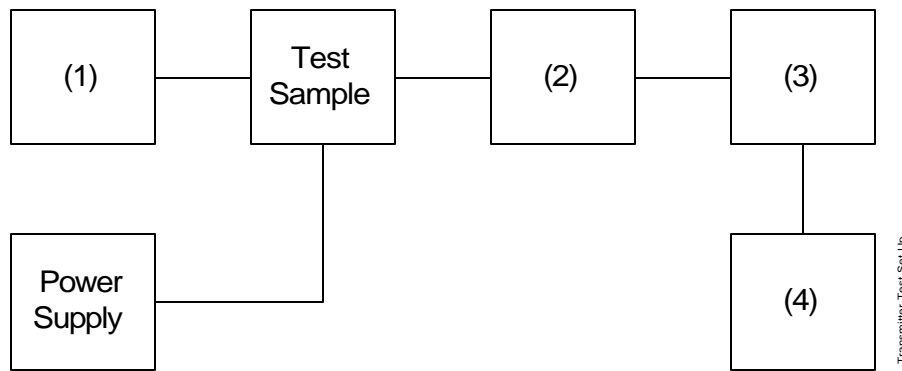 (1)
Test
Sample
(2)
(3)
Power
Supply
(4)
Transmitter Test Set Up